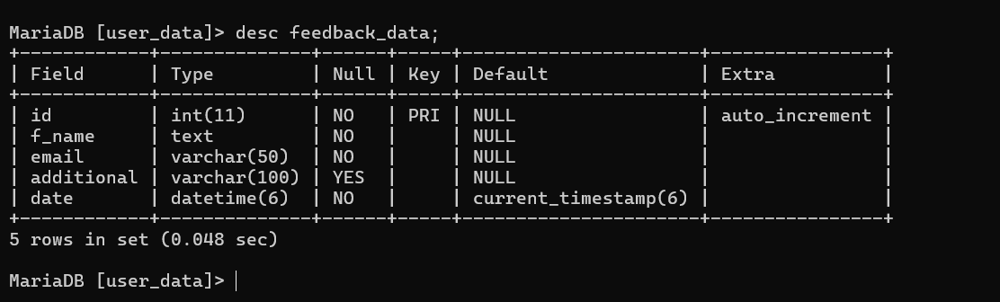 MariaDB [user_data]> desc feedback_data;
+------------+--------------+------+-----+----------------------+----------------+
| Field      | Type         | Null | Key | Default              | Extra          |
+------------+--------------+------+-----+----------------------+----------------+
| id         | int(11)      | NO   | PRI | NULL                 | auto_increment |
| f_name     | text         | NO   |     | NULL                 |                |
| email      | varchar(50)  | NO   |     | NULL                 |                |
| additional | varchar(100) | YES  |     | NULL                 |                |
| date       | datetime(6)  | NO   |     | current_timestamp(6) |                |
+------------+--------------+------+-----+----------------------+----------------+
5 rows in set (0.048 sec)
MariaDB [user_data]>